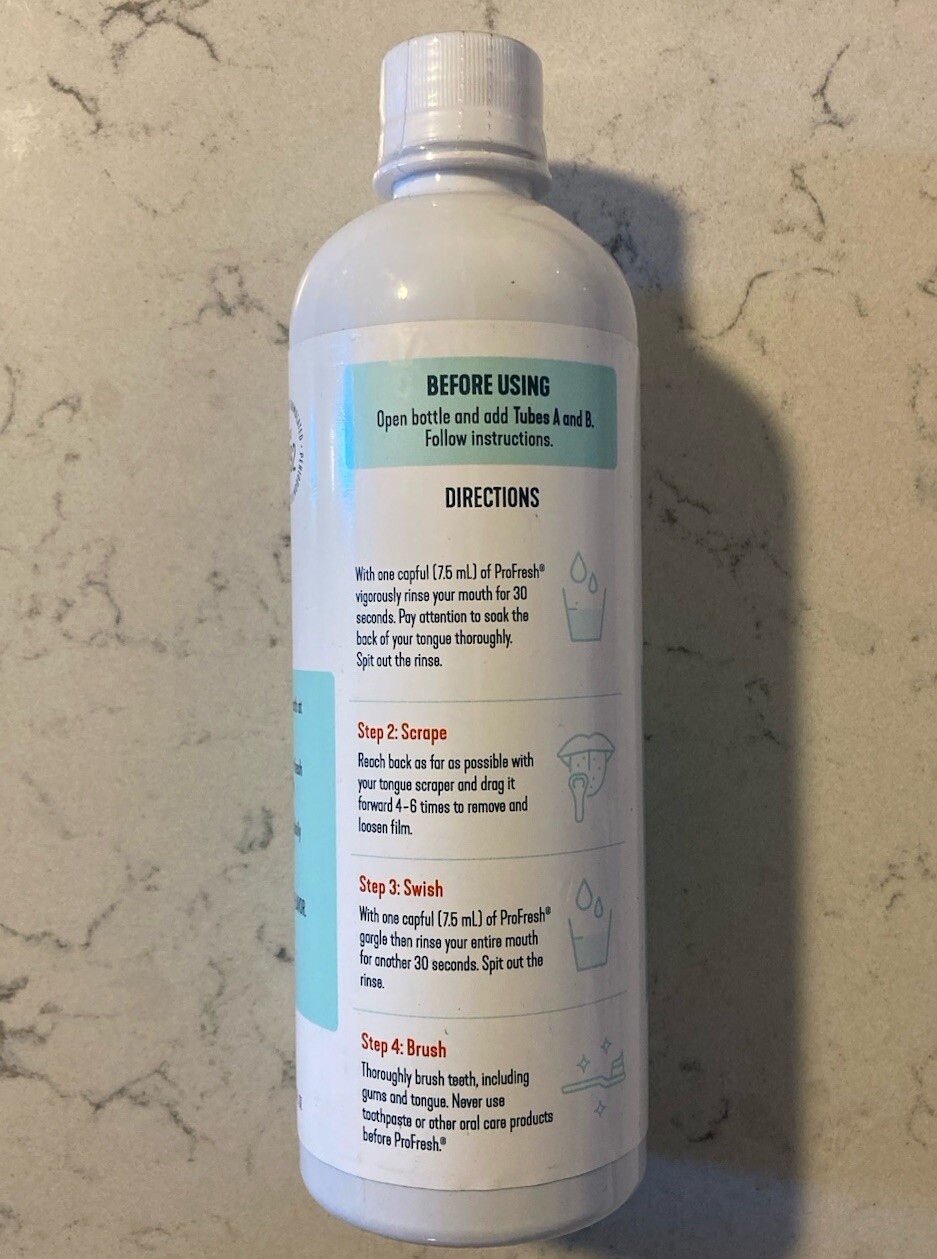 BEFORE USING
Open bottle and add Tubes A and B.
Follow instructions.
DIRECTIONS
With one capful (7.5 mL) of ProFresh®
vigorously rinse your mouth for 30
seconds. Pay attention to soak the
back of your tongue thoroughly.
Spit out the rinse.
Step 2: Scrape
Reach back as far as possible with
your tongue scraper and drag it
forward 4-6 times to remove and
loosen film.
Step 3: Swish
With one capful (7.5 mL) of ProFresh®
gargle then rinse your entire mouth
for another 30 seconds. Spit out the
rinse.
Step 4: Brush
Thoroughly brush teeth, including
gums and tongue. Never use
toothpaste or other oral care products
before ProFresh.®